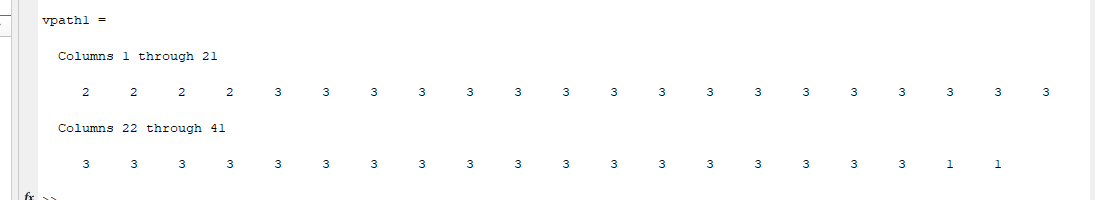 vpath1 =
Columns 1 through 21
2 2 2 2 3 3 3 3 3 3 3 3 3 3 3 3 3 3 3 3 3
Columns 22 through 41
3 3 3 3 3 3 3 3 3 3 3 3 3 3 3 3 3 3 1 1
fx >>